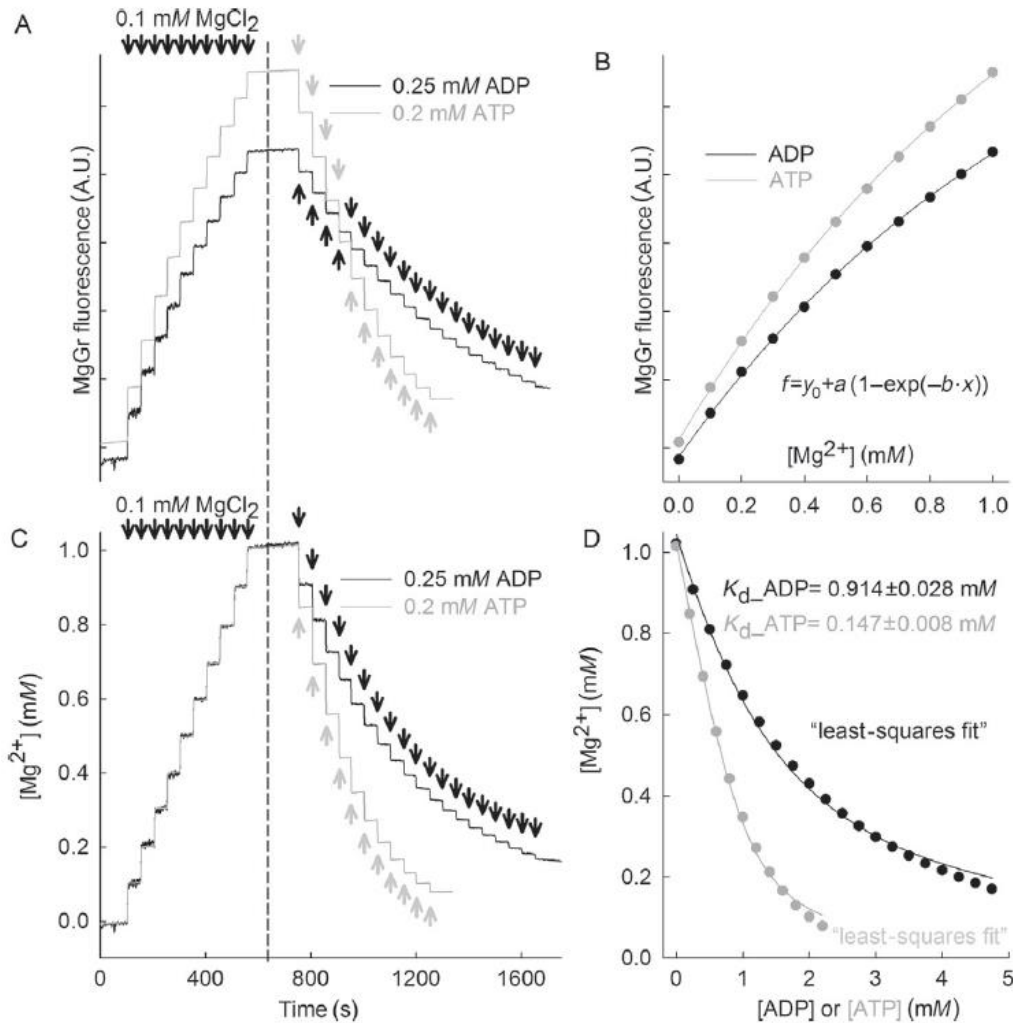 A
0.1 mM MgCl2
0.25 mM ADP
0.2 mM ATP
MgGr fluorescence (A.U.)
B
ADP
ATP
MgGr fluorescence (A.U.)
f=y0+a (1–exp(–b·x))
[Mg2+] (mM)
0.0 0.2 0.4 0.6 0.8 1.0
C
0.1 mM MgCl2
0.25 mM ADP
0.2 mM ATP
1.0
0.8
0.6
0.4
0.2
0.0
[Mg2+] (mM)
0 400 800 1200 1600
Time (s)
D
Kd_ADP= 0.914±0.028 mM
Kd_ATP= 0.147±0.008 mM
"least-squares fit"
"least-squares fit"
1.0
0.8
0.6
0.4
0.2
0.0
[Mg2+] (mM)
0 1 2 3 4 5
[ADP] or [ATP] (mM)